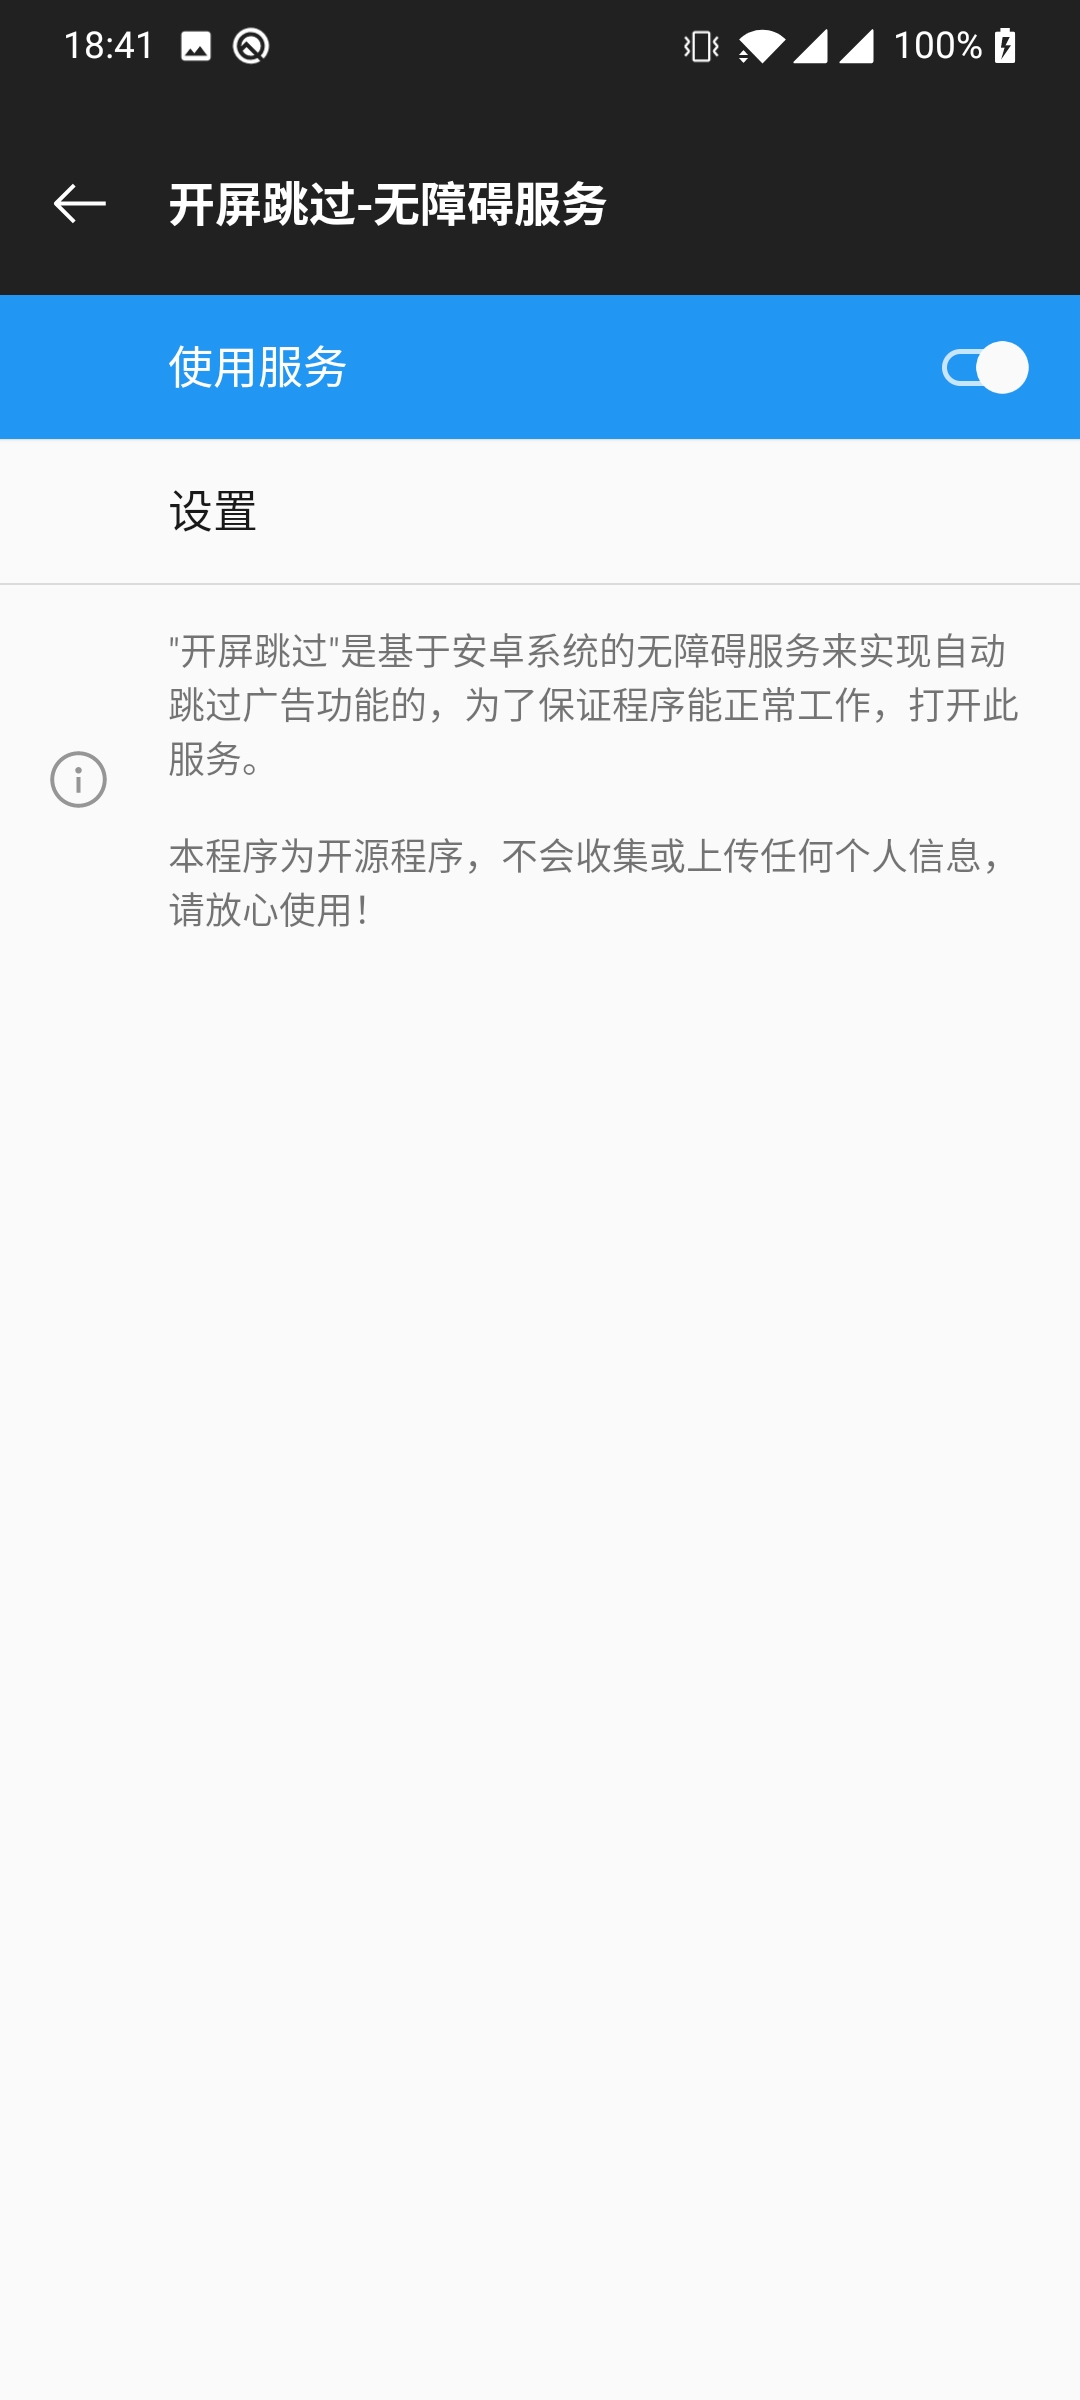 18:41
100%
开屏跳过-无障碍服务
使用服务
设置
"开屏跳过"是基于安卓系统的无障碍服务来实现自动
跳过广告功能的，为了保证程序能正常工作，打开此
服务。
本程序为开源程序，不会收集或上传任何个人信息，
请放心使用！